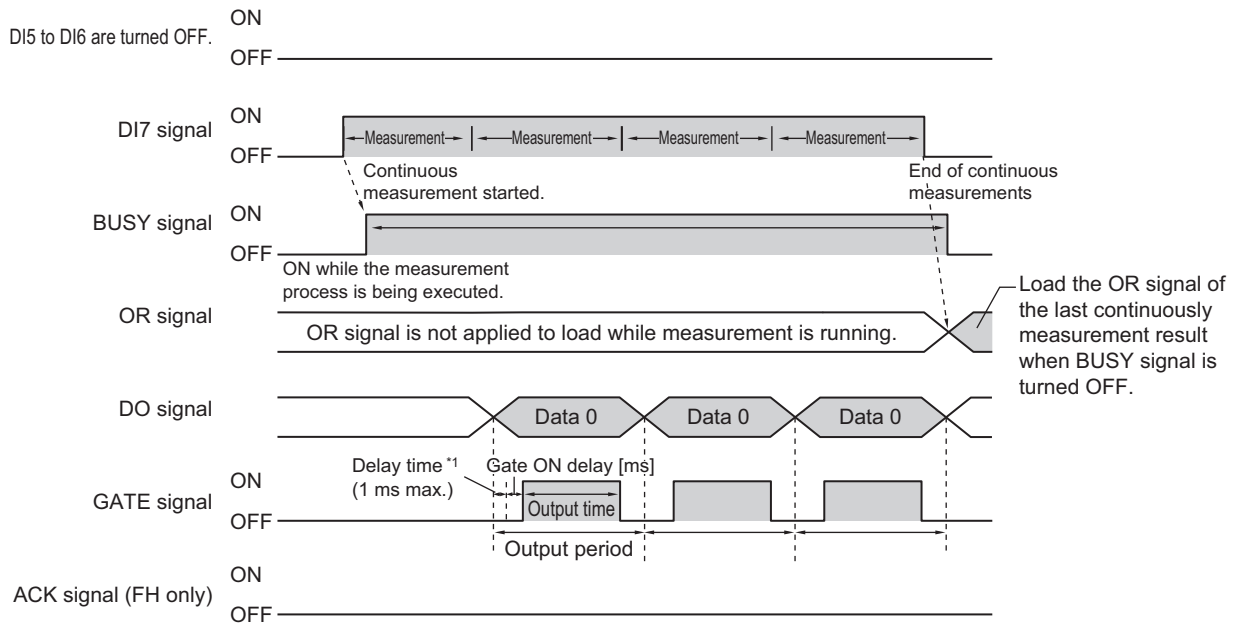 ON
DI5 to DI6 are turned OFF.
OFF
ON
DI7 signal
Measurement
Measurement
Measurement
Measurement
OFF
Continuous
measurement started.
End of continuous
measurements
ON
BUSY signal
OFF
ON while the measurement
process is being executed.
OR signal
OR signal is not applied to load while measurement is running.
Load the OR signal of
the last continuously
measurement result
when BUSY signal is
turned OFF.
DO signal
Data 0
Data 0
Data 0
Delay time *1
(1 ms max.)
Gate ON delay [ms]
ON
GATE signal
Output time
OFF
Output period
ON
ACK signal (FH only)
OFF